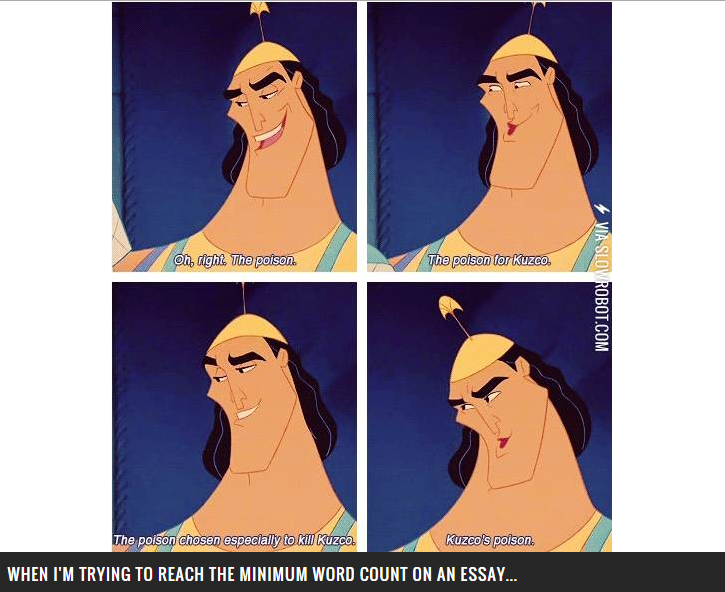 Oh, right. The poison.
The poison for Kuzco.
⚡ VIA SLOWROBOT.COM
The poison chosen especially to kill Kuzco.
Kuzco's poison.
WHEN I'M TRYING TO REACH THE MINIMUM WORD COUNT ON AN ESSAY...